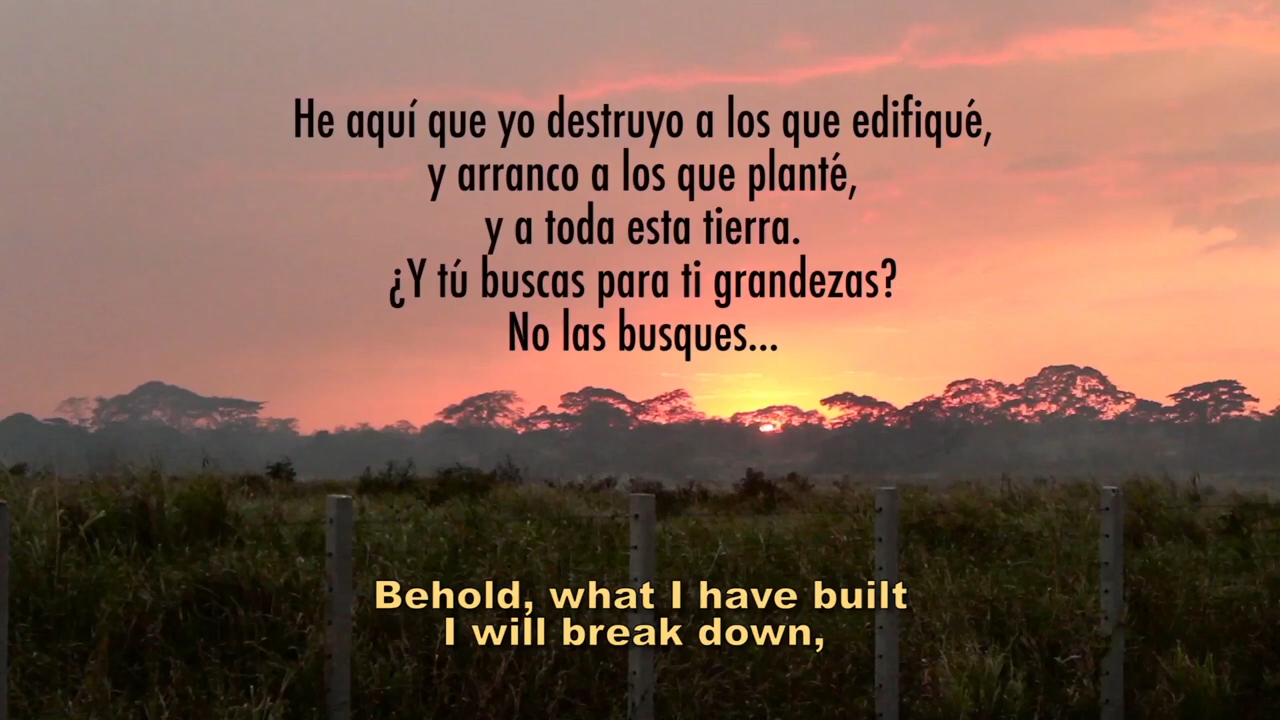 He aquí que yo destruyo a los que edifiqué,
y arranco a los que planté,
y a toda esta tierra.
¿Y tú buscas para ti grandezas?
No las busques...
Behold, what I have built
I will break down,